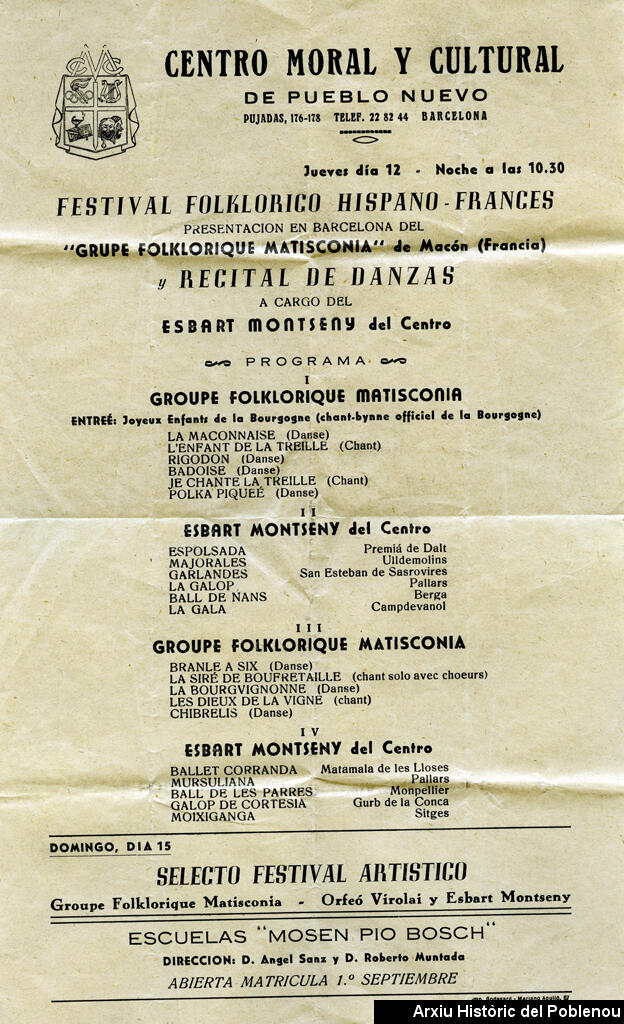 CENTRO MORAL Y CULTURAL
DE PUEBLO NUEVO
PUJADAS, 176-178 TELEF. 22 82 44 BARCELONA
Jueves día 12 - Noche a las 10.30
FESTIVAL FOLKLORICO HISPANO-FRANCES
PRESENTACION EN BARCELONA DEL
"GRUPE FOLKLORIQUE MATISCONIA" de Macón (Francia)
y RECITAL DE DANZAS
A CARGO DEL
ESBART MONTSENY del Centro
PROGRAMA
I
GROUPE FOLKLORIQUE MATISCONIA
ENTREÉ: Joyeux Enfants de la Bourgogne (chant-bynne officiel de la Bourgogne)
LA MACONNAISE (Danse)
L'ENFANT DE LA TREILLE (Chant)
RIGODON (Danse)
BADOISE (Danse)
JE CHANTE LA TREILLE (Chant)
POLKA PIQUEÉ (Danse)
II
ESBART MONTSENY del Centro
ESPOLSADA Premiá de Dalt
MAJORALES Ulldemolins
GARLANDES San Esteban de Sasrovires
LA GALOP Pallars
BALL DE NANS Berga
LA GALA Campdevanol
III
GROUPE FOLKLORIQUE MATISCONIA
BRANLE A SIX (Danse)
LA SIRÉ DE BOUFRETAILLE (chant solo avec choeurs)
LA BOURGVIGNONNE (Danse)
LES DIEUX DE LA VIGNE (chant)
CHIBRELIS (Danse)
IV
ESBART MONTSENY del Centro
BALLET CORRANDA Matamala de les Lloses
MURSULIANA Pallars
BALL DE LES PARRES Monpellier
GALOP DE CORTESIA Gurb de la Conca
MOIXIGANGA Sitges
DOMINGO, DIA 15
SELECTO FESTIVAL ARTISTICO
Groupe Folklorique Matisconia - Orfeó Virolai y Esbart Montseny
ESCUELAS "MOSEN PIO BOSCH"
DIRECCION: D. Angel Sanz y D. Roberto Muntada
ABIERTA MATRICULA 1.º SEPTIEMBRE
Mariano Aguiló, 67
Arxiu Històric del Poblenou